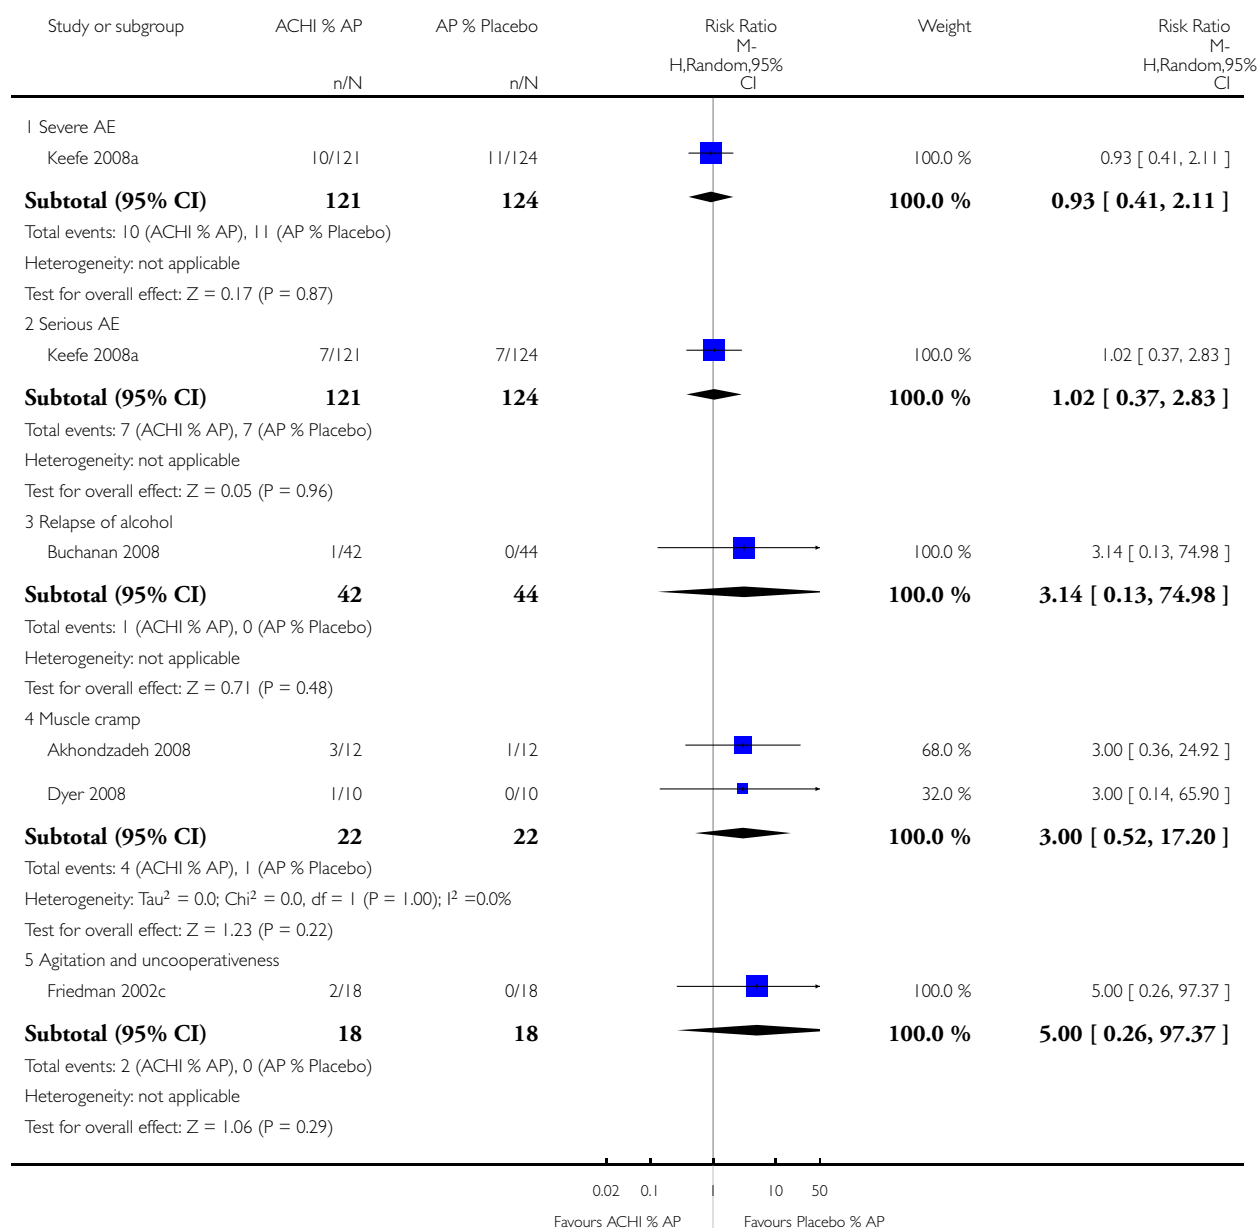 Study or subgroup ACHI % AP AP % Placebo Risk Ratio Weight Risk Ratio
M- M-
H,Random,95% H,Random,95%
n/N n/N CI CI
1 Severe AE
Keefe 2008a 10/121 11/124 100.0 % 0.93 [ 0.41, 2.11 ]
Subtotal (95% CI) 121 124 100.0 % 0.93 [ 0.41, 2.11 ]
Total events: 10 (ACHI % AP), 11 (AP % Placebo)
Heterogeneity: not applicable
Test for overall effect: Z = 0.17 (P = 0.87)
2 Serious AE
Keefe 2008a 7/121 7/124 100.0 % 1.02 [ 0.37, 2.83 ]
Subtotal (95% CI) 121 124 100.0 % 1.02 [ 0.37, 2.83 ]
Total events: 7 (ACHI % AP), 7 (AP % Placebo)
Heterogeneity: not applicable
Test for overall effect: Z = 0.05 (P = 0.96)
3 Relapse of alcohol
Buchanan 2008 1/42 0/44 100.0 % 3.14 [ 0.13, 74.98 ]
Subtotal (95% CI) 42 44 100.0 % 3.14 [ 0.13, 74.98 ]
Total events: 1 (ACHI % AP), 0 (AP % Placebo)
Heterogeneity: not applicable
Test for overall effect: Z = 0.71 (P = 0.48)
4 Muscle cramp
Akhondzadeh 2008 3/12 1/12 68.0 % 3.00 [ 0.36, 24.92 ]
Dyer 2008 1/10 0/10 32.0 % 3.00 [ 0.14, 65.90 ]
Subtotal (95% CI) 22 22 100.0 % 3.00 [ 0.52, 17.20 ]
Total events: 4 (ACHI % AP), 1 (AP % Placebo)
Heterogeneity: Tau² = 0.0; Chi² = 0.0, df = 1 (P = 1.00); I² =0.0%
Test for overall effect: Z = 1.23 (P = 0.22)
5 Agitation and uncooperativeness
Friedman 2002c 2/18 0/18 100.0 % 5.00 [ 0.26, 97.37 ]
Subtotal (95% CI) 18 18 100.0 % 5.00 [ 0.26, 97.37 ]
Total events: 2 (ACHI % AP), 0 (AP % Placebo)
Heterogeneity: not applicable
Test for overall effect: Z = 1.06 (P = 0.29)
0.02 0.1 1 10 50
Favours ACHI % AP Favours Placebo % AP